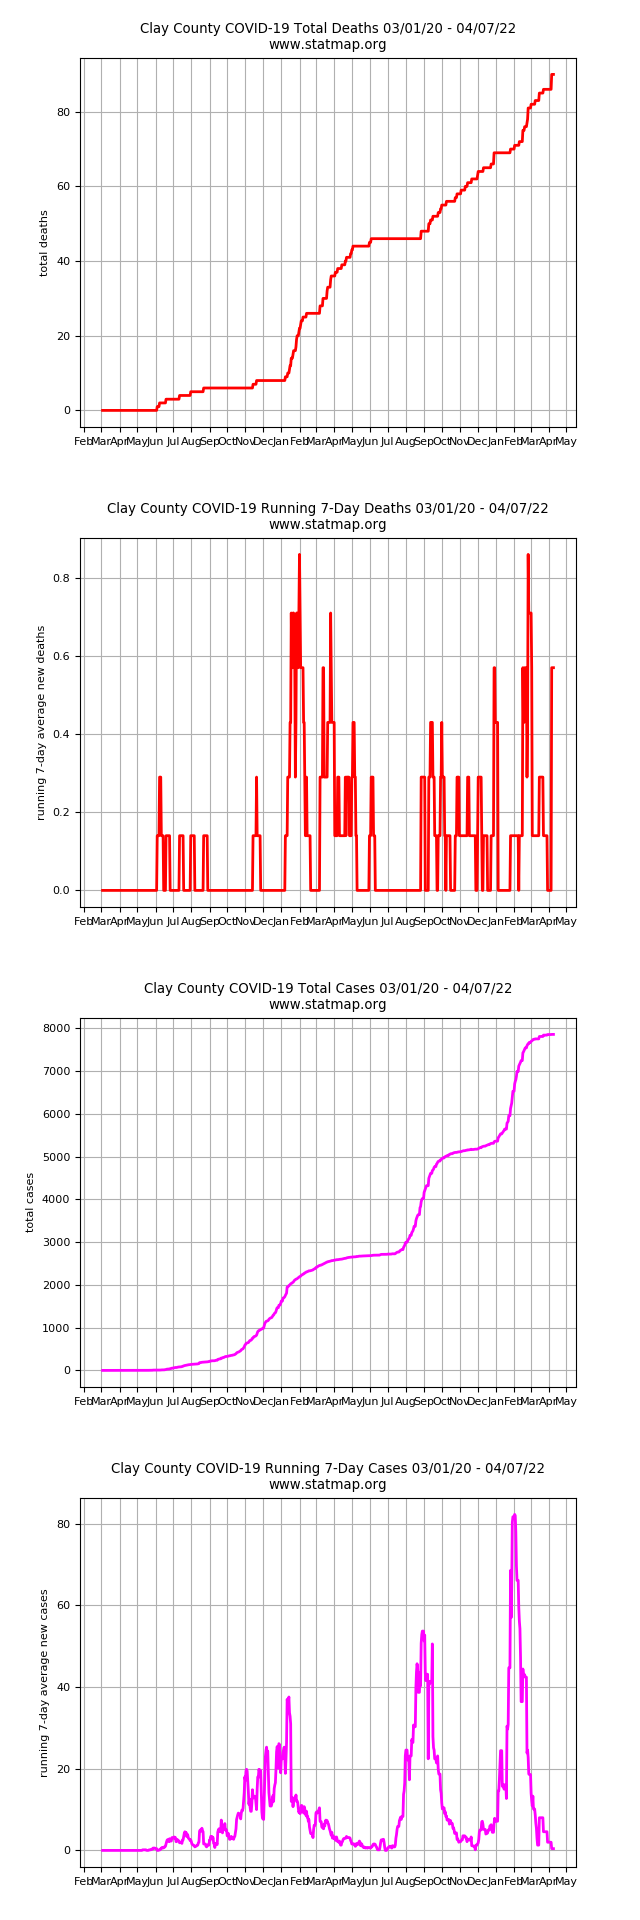 Clay County COVID-19 Total Deaths 03/01/20 - 04/07/22
www.statmap.org
80
60
40
20
0
total deaths
Feb Mar Apr May Jun Jul Aug Sep Oct Nov Dec Jan Feb Mar Apr May Jun Jul Aug Sep Oct Nov Dec Jan Feb Mar Apr May
Clay County COVID-19 Running 7-Day Deaths 03/01/20 - 04/07/22
www.statmap.org
0.8
0.6
0.4
0.2
0.0
running 7-day average new deaths
Feb Mar Apr May Jun Jul Aug Sep Oct Nov Dec Jan Feb Mar Apr May Jun Jul Aug Sep Oct Nov Dec Jan Feb Mar Apr May
Clay County COVID-19 Total Cases 03/01/20 - 04/07/22
www.statmap.org
8000
7000
6000
5000
4000
3000
2000
1000
0
total cases
Feb Mar Apr May Jun Jul Aug Sep Oct Nov Dec Jan Feb Mar Apr May Jun Jul Aug Sep Oct Nov Dec Jan Feb Mar Apr May
Clay County COVID-19 Running 7-Day Cases 03/01/20 - 04/07/22
www.statmap.org
80
60
40
20
0
running 7-day average new cases
Feb Mar Apr May Jun Jul Aug Sep Oct Nov Dec Jan Feb Mar Apr May Jun Jul Aug Sep Oct Nov Dec Jan Feb Mar Apr May